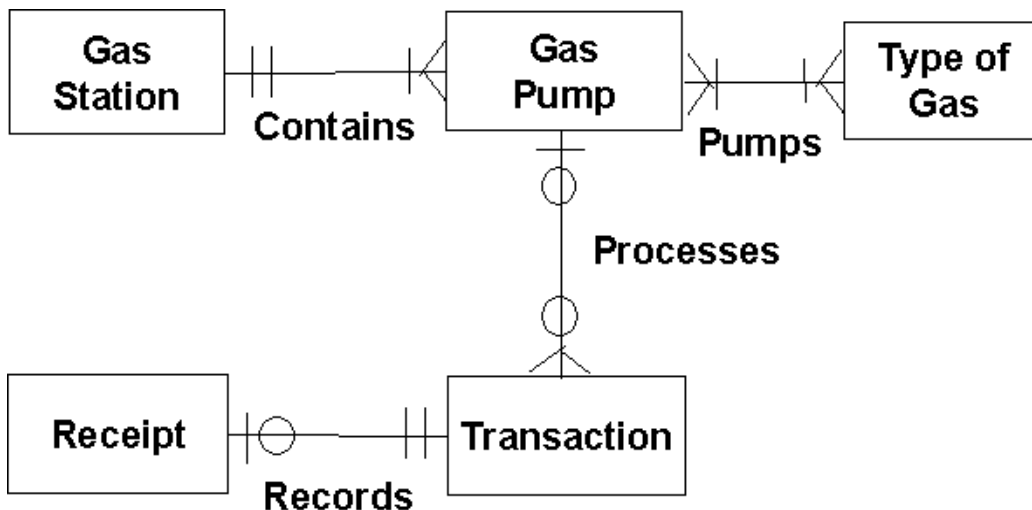 Gas
Station
Contains
Gas
Pump
Pumps
Type of
Gas
Processes
Receipt
Records
Transaction